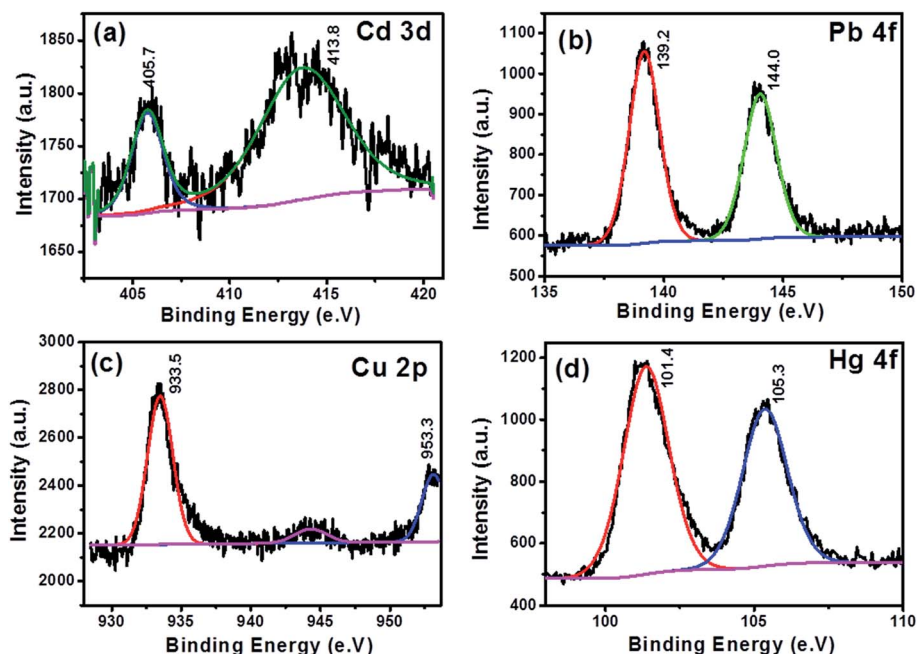 (a)
Cd 3d
405.7
413.8
1850
1800
1750
1700
1650
Intensity (a.u.)
405
410
415
420
Binding Energy (e.V)
(b)
Pb 4f
139.2
144.0
1100
1000
900
800
700
600
500
Intensity (a.u.)
135
140
145
150
Binding Energy (e.V)
(c)
Cu 2p
933.5
953.3
3000
2800
2600
2400
2200
2000
Intensity (a.u.)
930
935
940
945
950
Binding Energy (e.V)
(d)
Hg 4f
101.4
105.3
1200
1000
800
600
400
Intensity (a.u.)
100
105
110
Binding Energy (e.V)